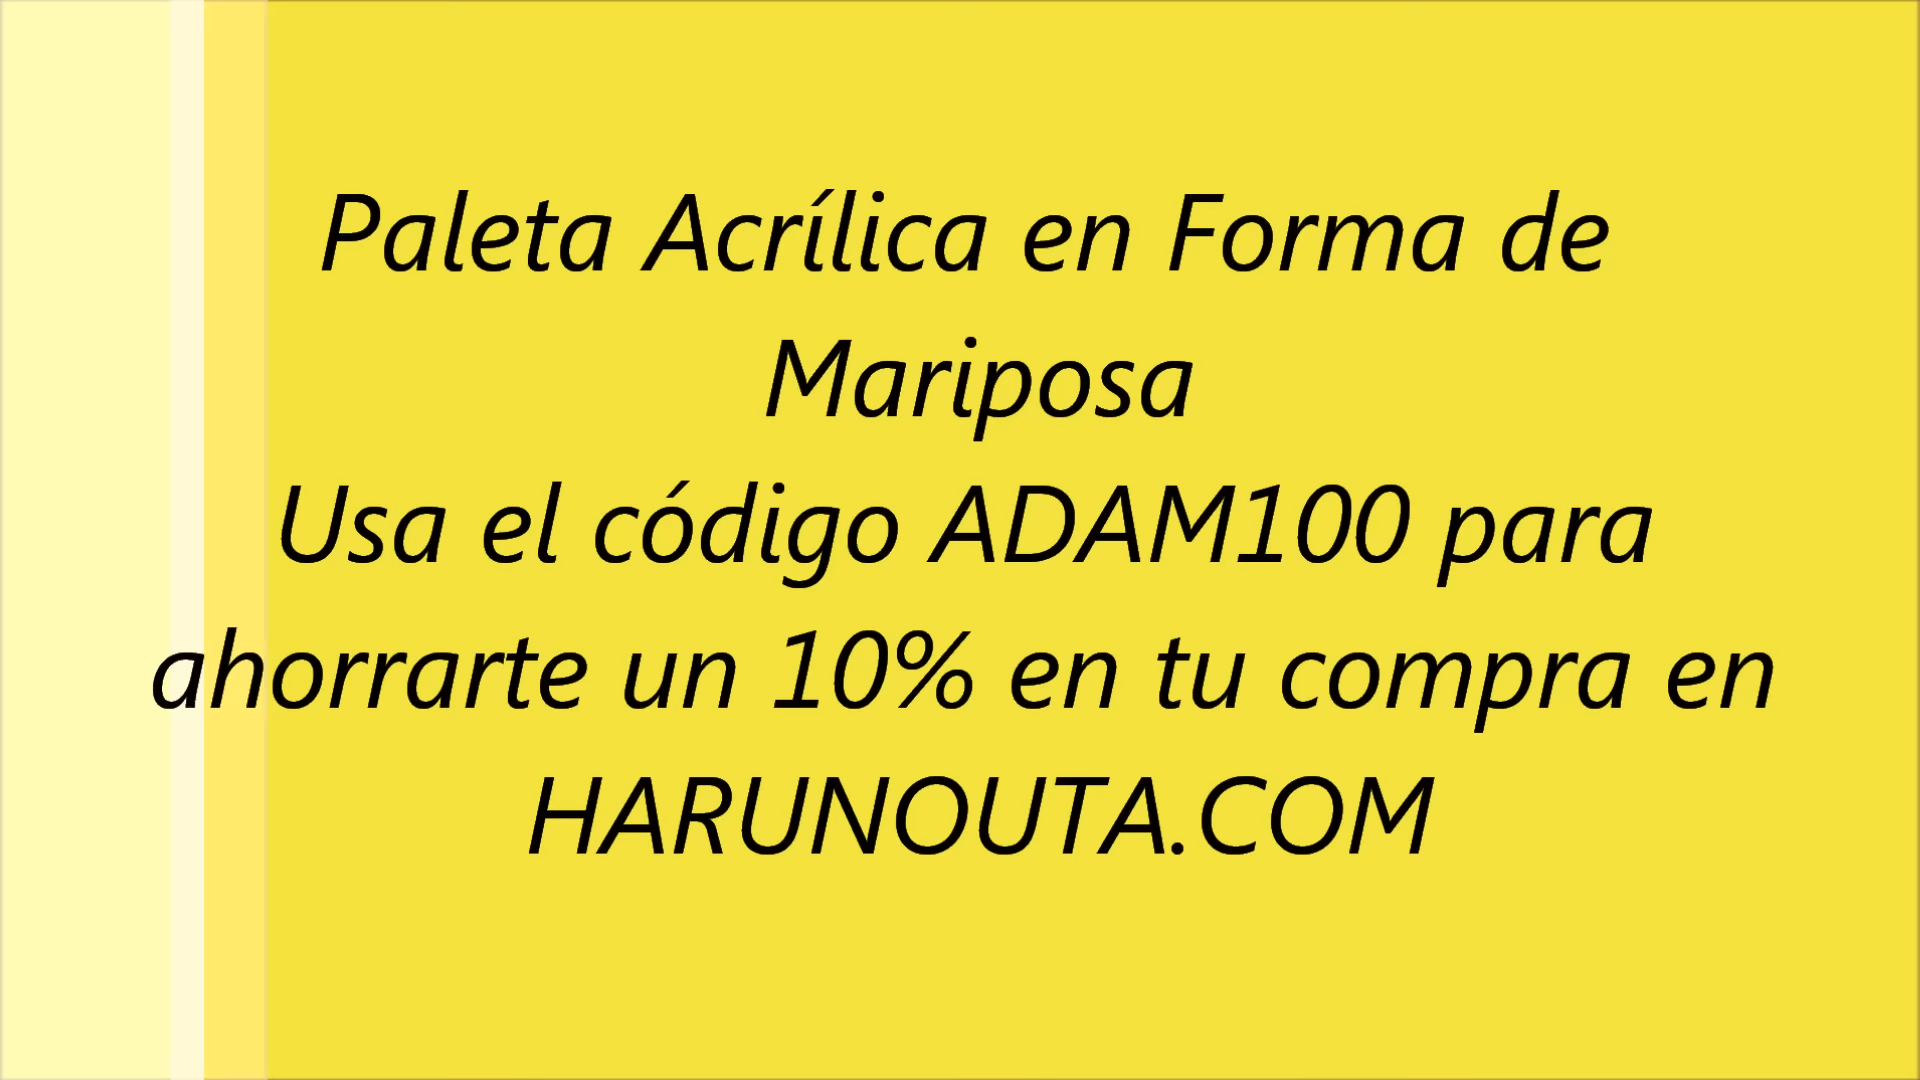 Paleta Acrílica en Forma de
Mariposa
Usa el código ADAM100 para
ahorrarte un 10% en tu compra en
HARUNOUTA.COM